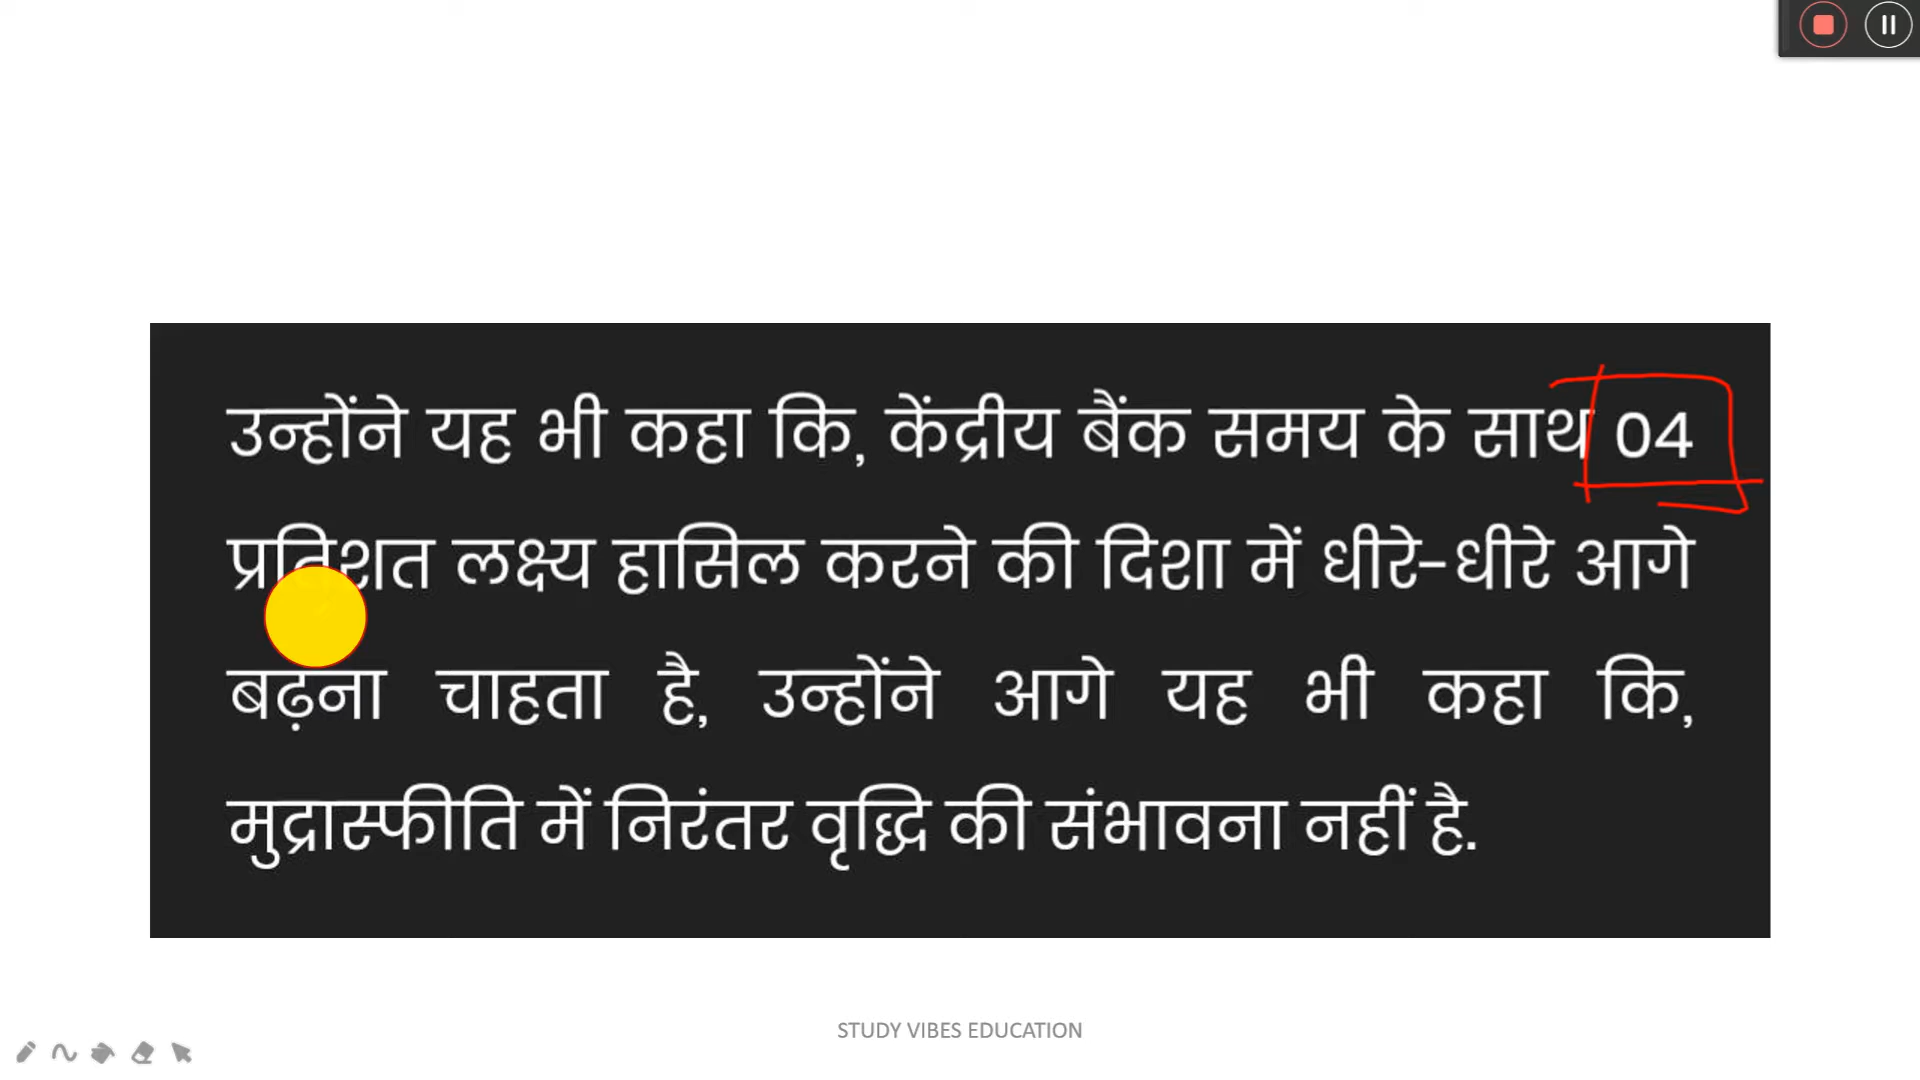 उन्होंने यह भी कहा कि, केंद्रीय बैंक समय के साथ 04
प्रतिशत लक्ष्य हासिल करने की दिशा में धीरे-धीरे आगे
बढ़ना चाहता है, उन्होंने आगे यह भी कहा कि,
मुद्रास्फीति में निरंतर वृद्धि की संभावना नहीं है.
STUDY VIBES EDUCATION